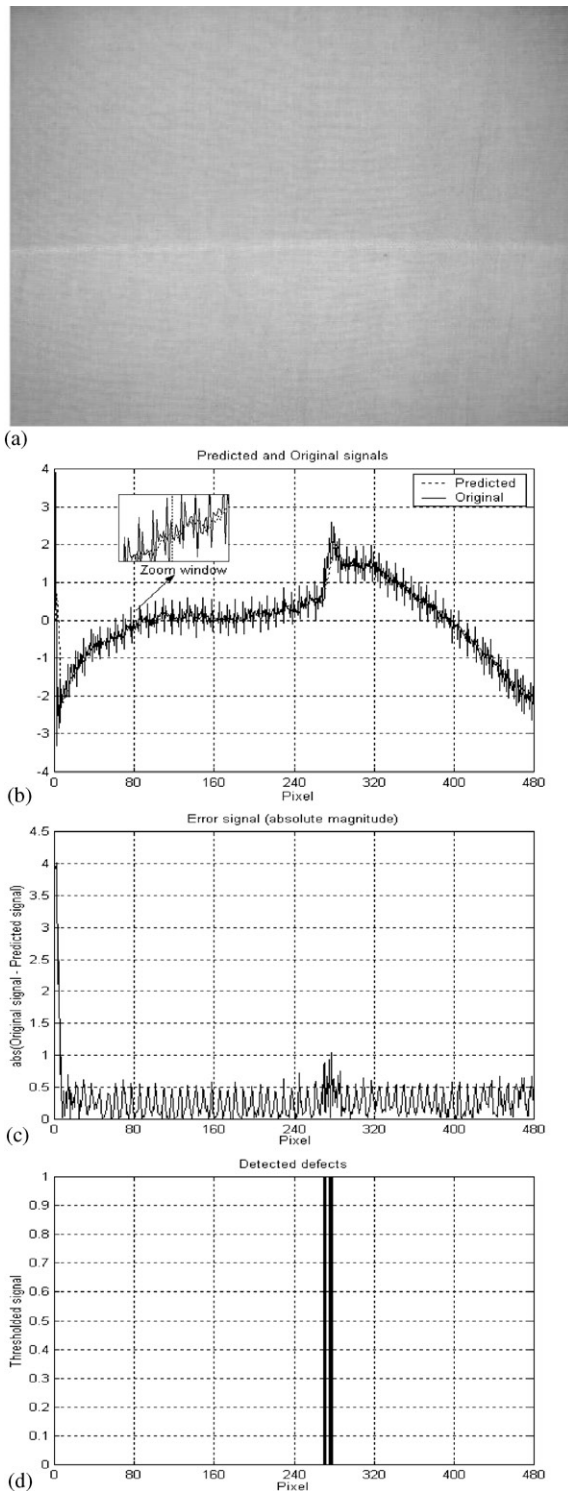 (a)
Predicted and Original signals
4
3
2
1
0
-1
-2
-3
-4
Predicted
Original
Zoom window
0 80 160 240 320 400 480
Pixel
(b)
Error signal (absolute magnitude)
4.5
4
3.5
3
2.5
2
1.5
1
0.5
0
abs(Original signal - Predicted signal)
0 80 160 240 320 400 480
Pixel
(c)
Detected defects
1
0.9
0.8
0.7
0.6
0.5
0.4
0.3
0.2
0.1
0
Thresholded signal
0 80 160 240 320 400 480
Pixel
(d)